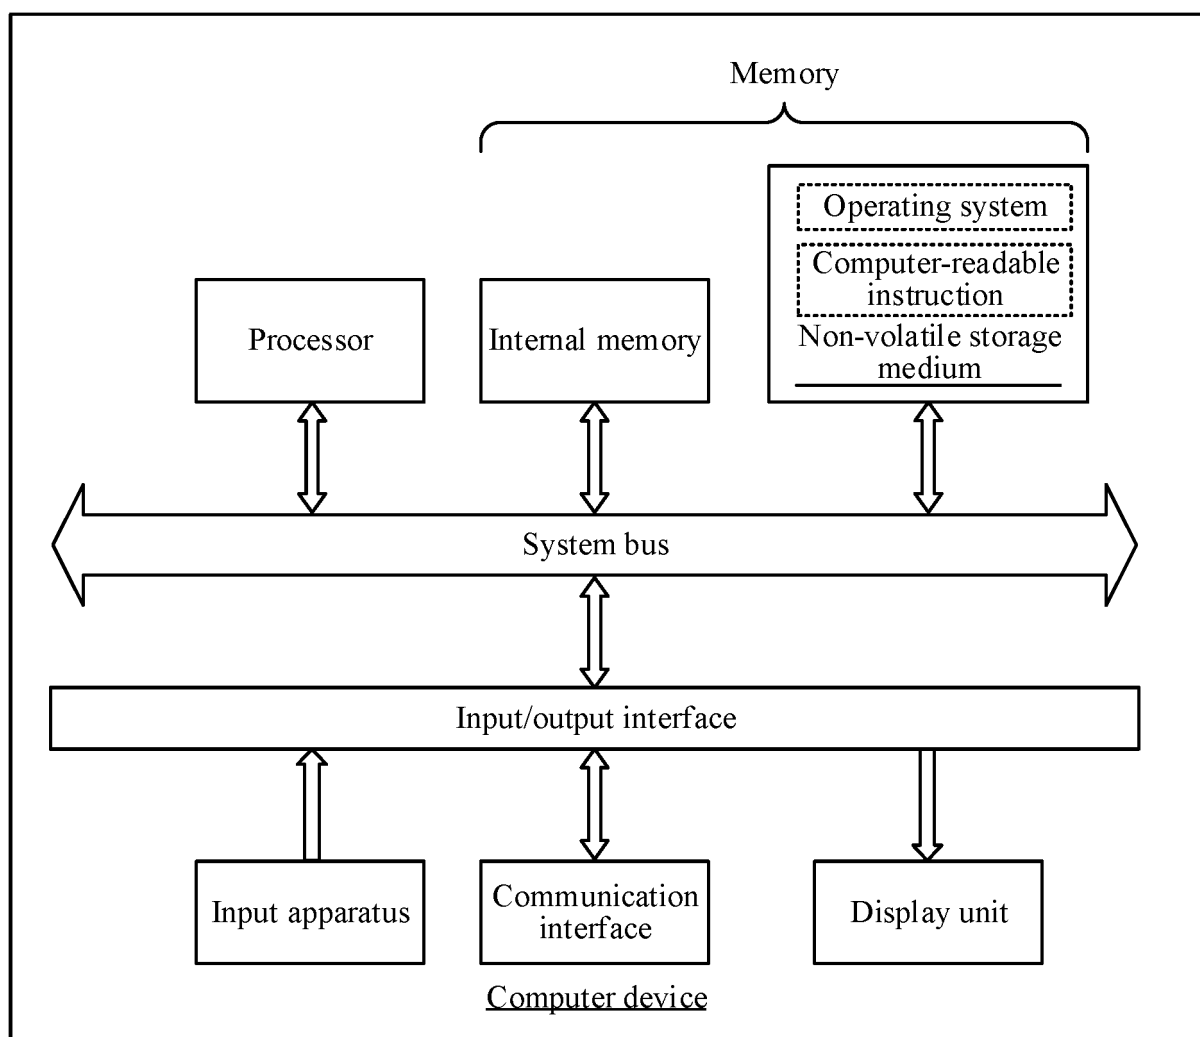 Memory
Operating system
Computer-readable
instruction
Non-volatile storage
medium
Processor
Internal memory
System bus
Input/output interface
Input apparatus
Communication
interface
Display unit
Computer device